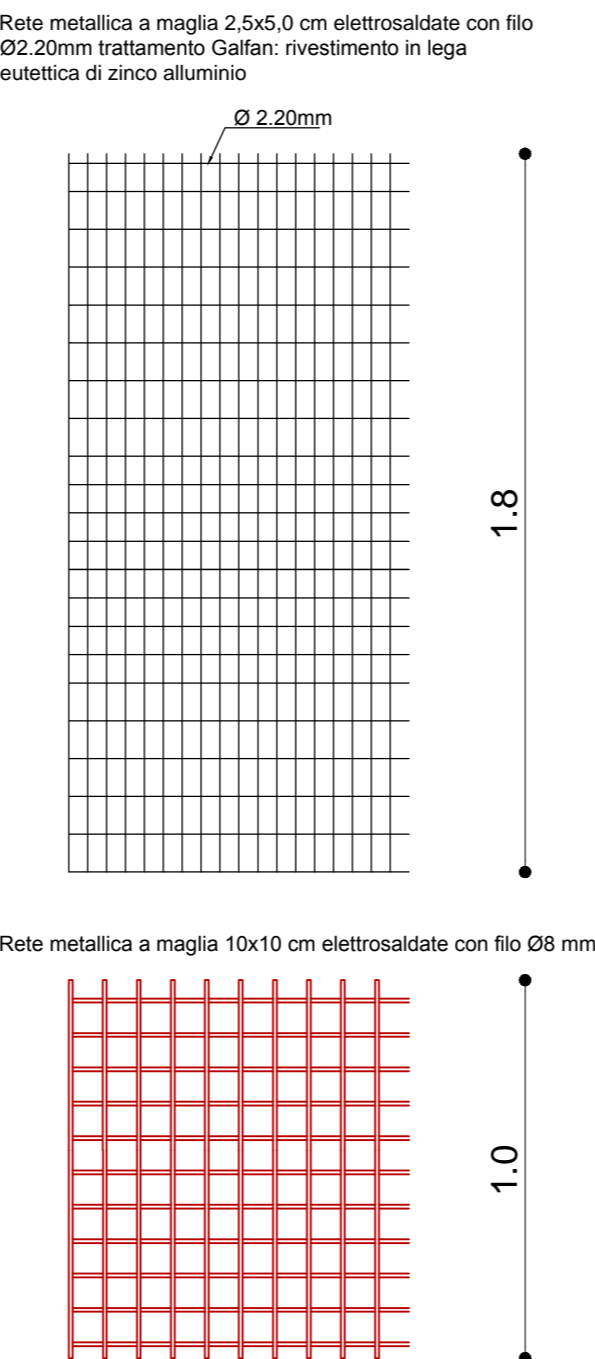 Rete metallica a maglia 2,5x5,0 cm elettrosaldate con filo
Ø2.20mm trattamento Galfan: rivestimento in lega
eutettica di zinco alluminio
Ø 2.20mm
1.8
Rete metallica a maglia 10x10 cm elettrosaldate con filo Ø8 mm
1.0